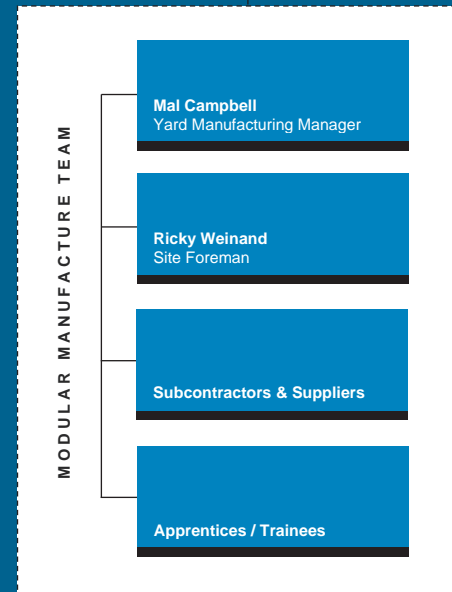 MODULAR MANUFACTURE TEAM
Mal Campbell
Yard Manufacturing Manager
Ricky Weinand
Site Foreman
Subcontractors & Suppliers
Apprentices / Trainees